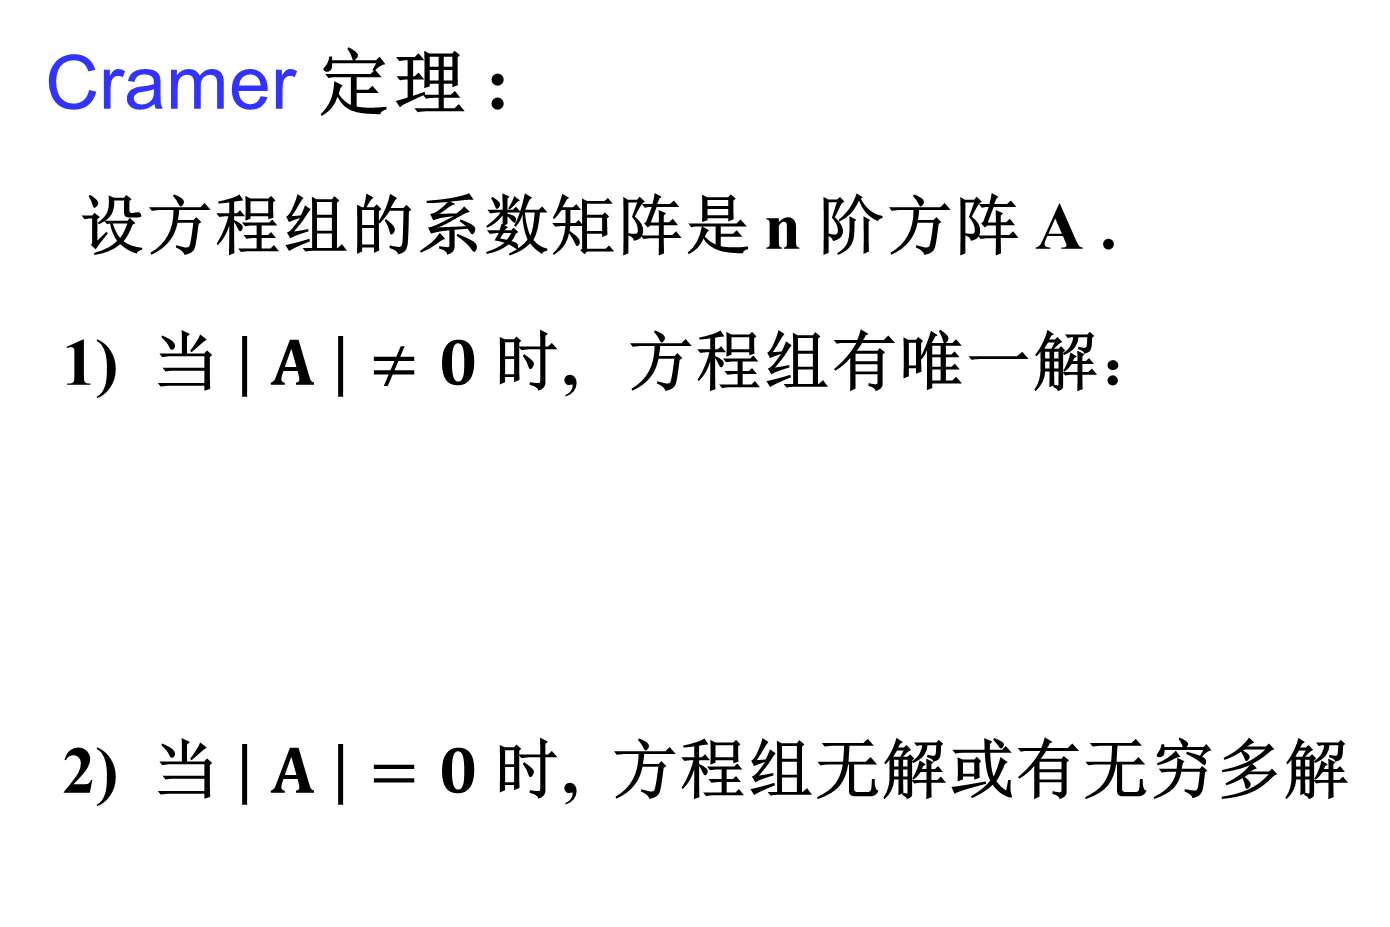 Cramer 定理：
设方程组的系数矩阵是 n 阶方阵 A .
1) 当 | A | ≠ 0 时, 方程组有唯一解：
2) 当 | A | = 0 时, 方程组无解或有无穷多解